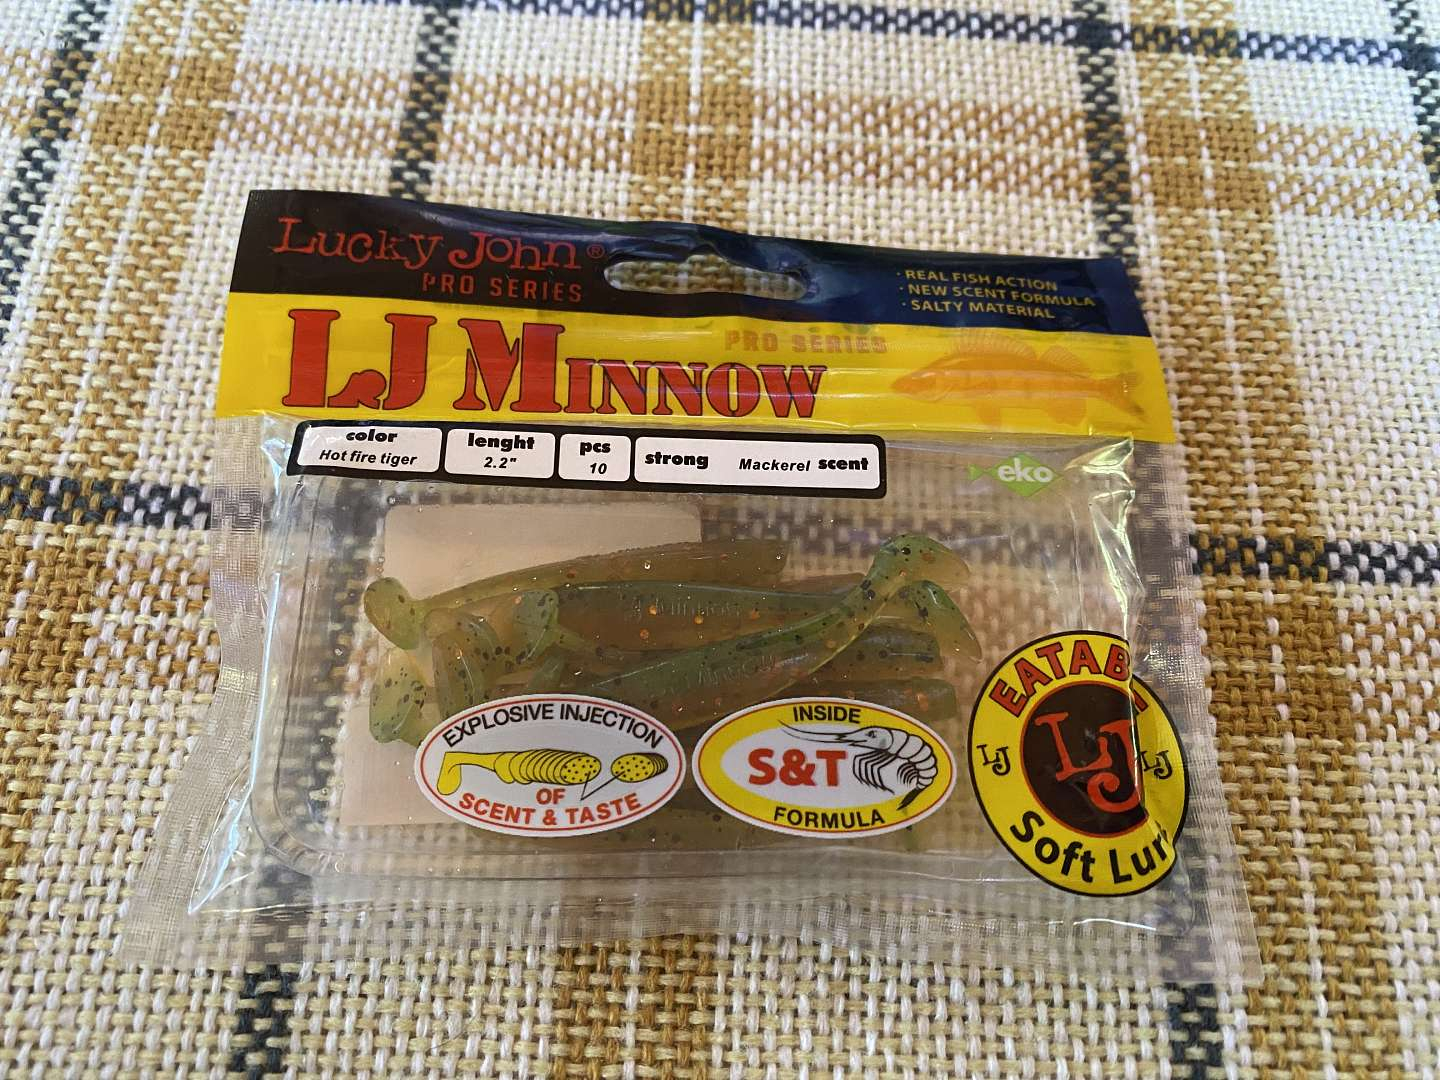 Lucky John®
PRO SERIES
· REAL FISH ACTION
· NEW SCENT FORMULA
· SALTY MATERIAL
LJ MINNOW
PRO SERIES
color
Hot fire tiger
lenght
2.2"
pcs
10
strong Mackerel scent
eko
EXPLOSIVE INJECTION
OF
SCENT & TASTE
INSIDE
S&T
FORMULA
LJ
LJ
LJ
Soft